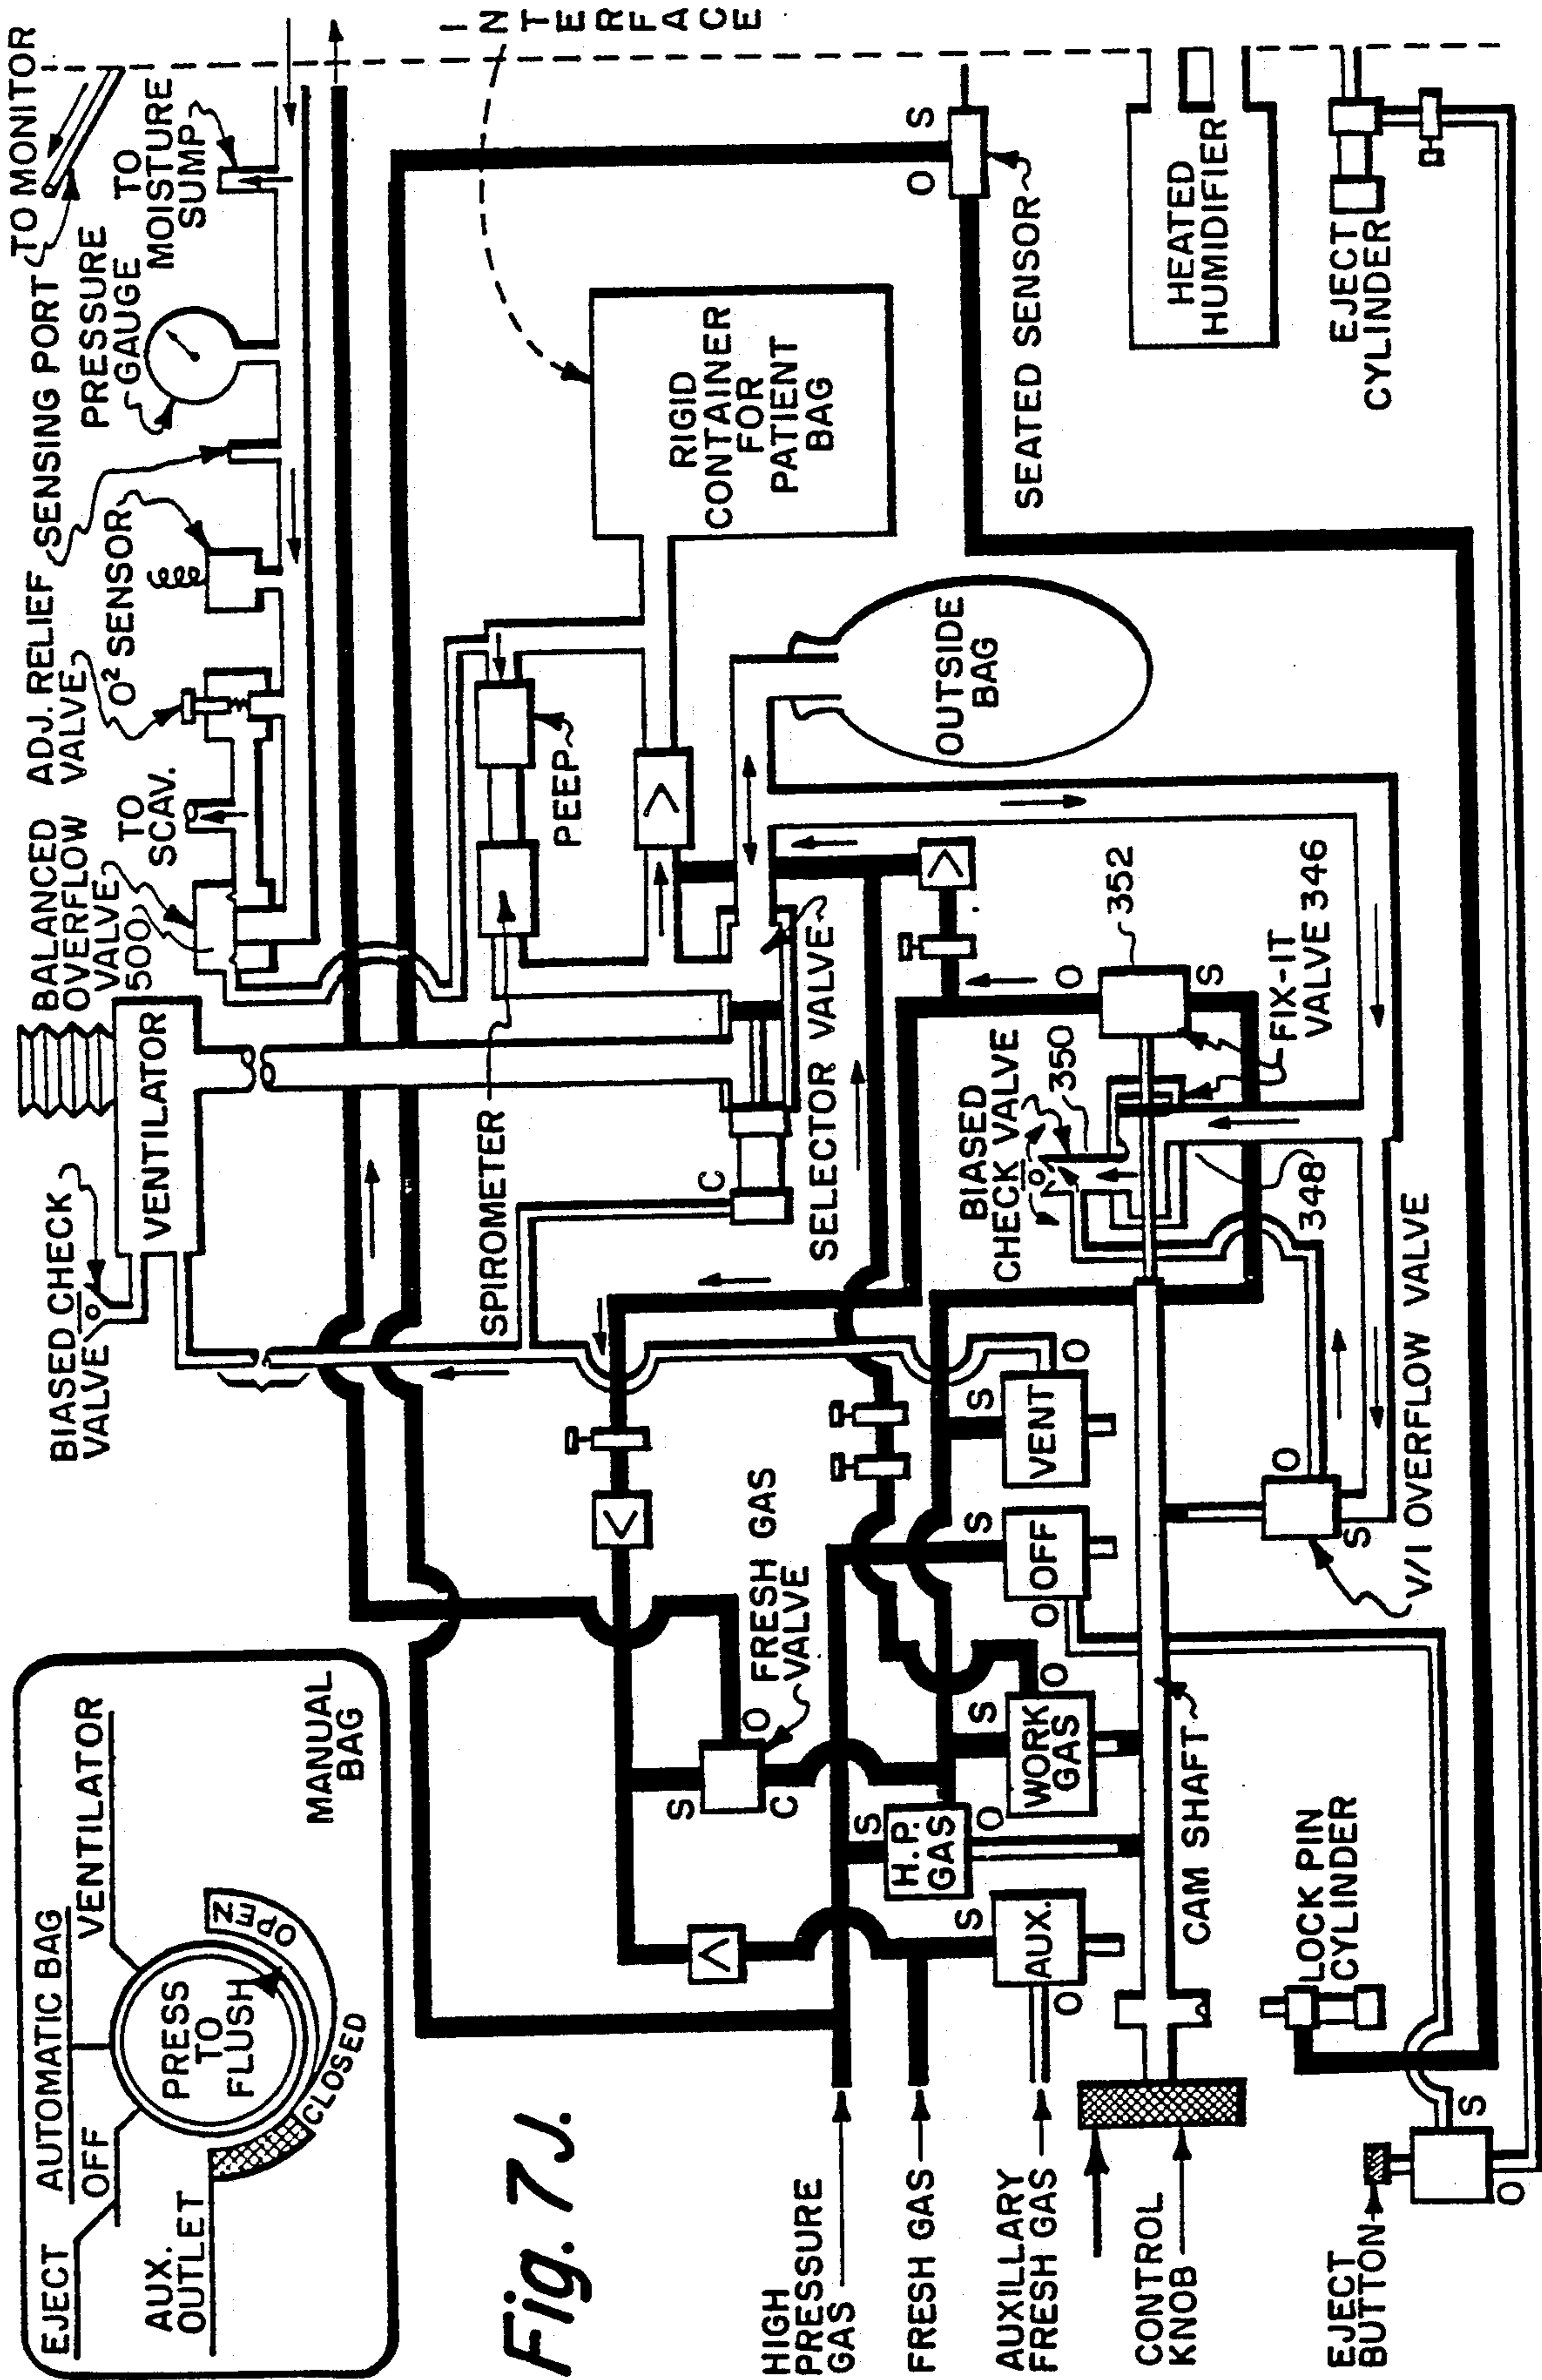 EJECT
AUTOMATIC BAG
OFF
VENTILATOR
AUX.
OUTLET
PRESS
TO
FLUSH
OPEN
CLOSED
MANUAL
BAG
Fig. 7J.
BIASED CHECK
VALVE
VENTILATOR
BALANCED
OVERFLOW
VALVE
500
TO
SCAV.
ADJ. RELIEF
VALVE
O² SENSOR
SENSING PORT
PRESSURE
GAUGE
TO
MOISTURE
SUMP
TO MONITOR
INTERFACE
SPIROMETER
PEEP
RIGID
CONTAINER
FOR
PATIENT
BAG
C
SELECTOR VALVE
OUTSIDE
BAG
O
S
SEATED SENSOR
HEATED
HUMIDIFIER
EJECT
CYLINDER
S
O
C
FRESH GAS
VALVE
HIGH
PRESSURE
GAS
FRESH GAS
AUXILLARY
FRESH GAS
CONTROL
KNOB
S
AUX.
O
S
H.P.
GAS
O
S
WORK
GAS
O
S
OFF
O
S
VENT
O
BIASED
CHECK VALVE
350
O
352
S
FIX-IT
VALVE 346
348
CAM SHAFT
O
S
V/I OVERFLOW VALVE
LOCK PIN
CYLINDER
EJECT
BUTTON
S
O